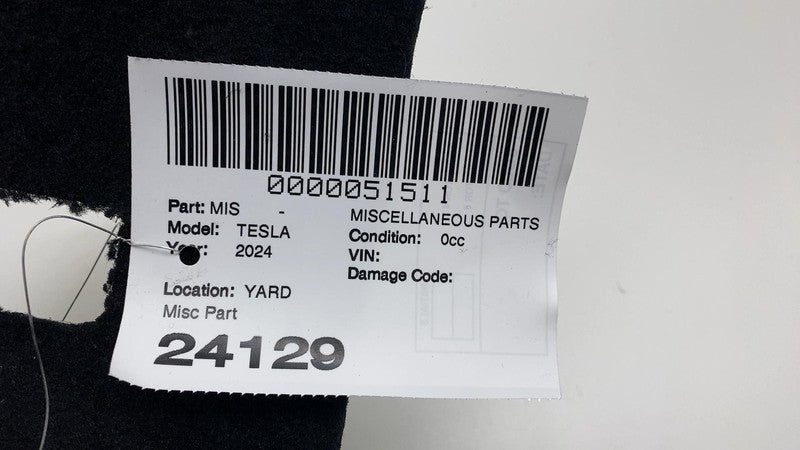 0000051511
Part: MIS - MISCELLANEOUS PARTS
Model: TESLA Condition: 0cc
Year: 2024 VIN:
Damage Code:
Location: YARD
Misc Part
24129